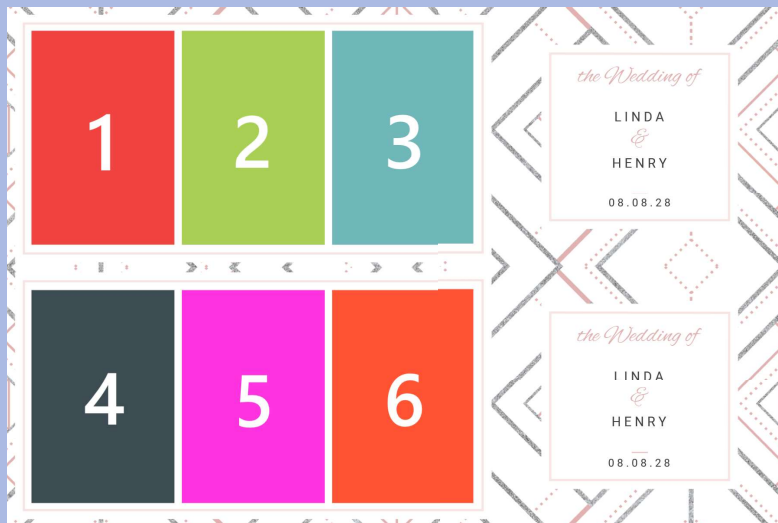 1 2 3
the Wedding of
LINDA
&
HENRY
08.08.28
4 5 6
the Wedding of
LINDA
&
HENRY
08.08.28